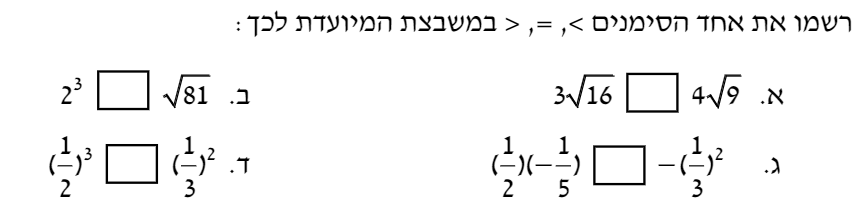 רשמו את אחד הסימנים >, =, < במשבצת המיועדת לכך:
א. 3√16 □ 4√9
ב. 2³ □ √81
ג. (1/2)(−1/5) □ −(1/3)²
ד. (1/2)³ □ (1/3)²